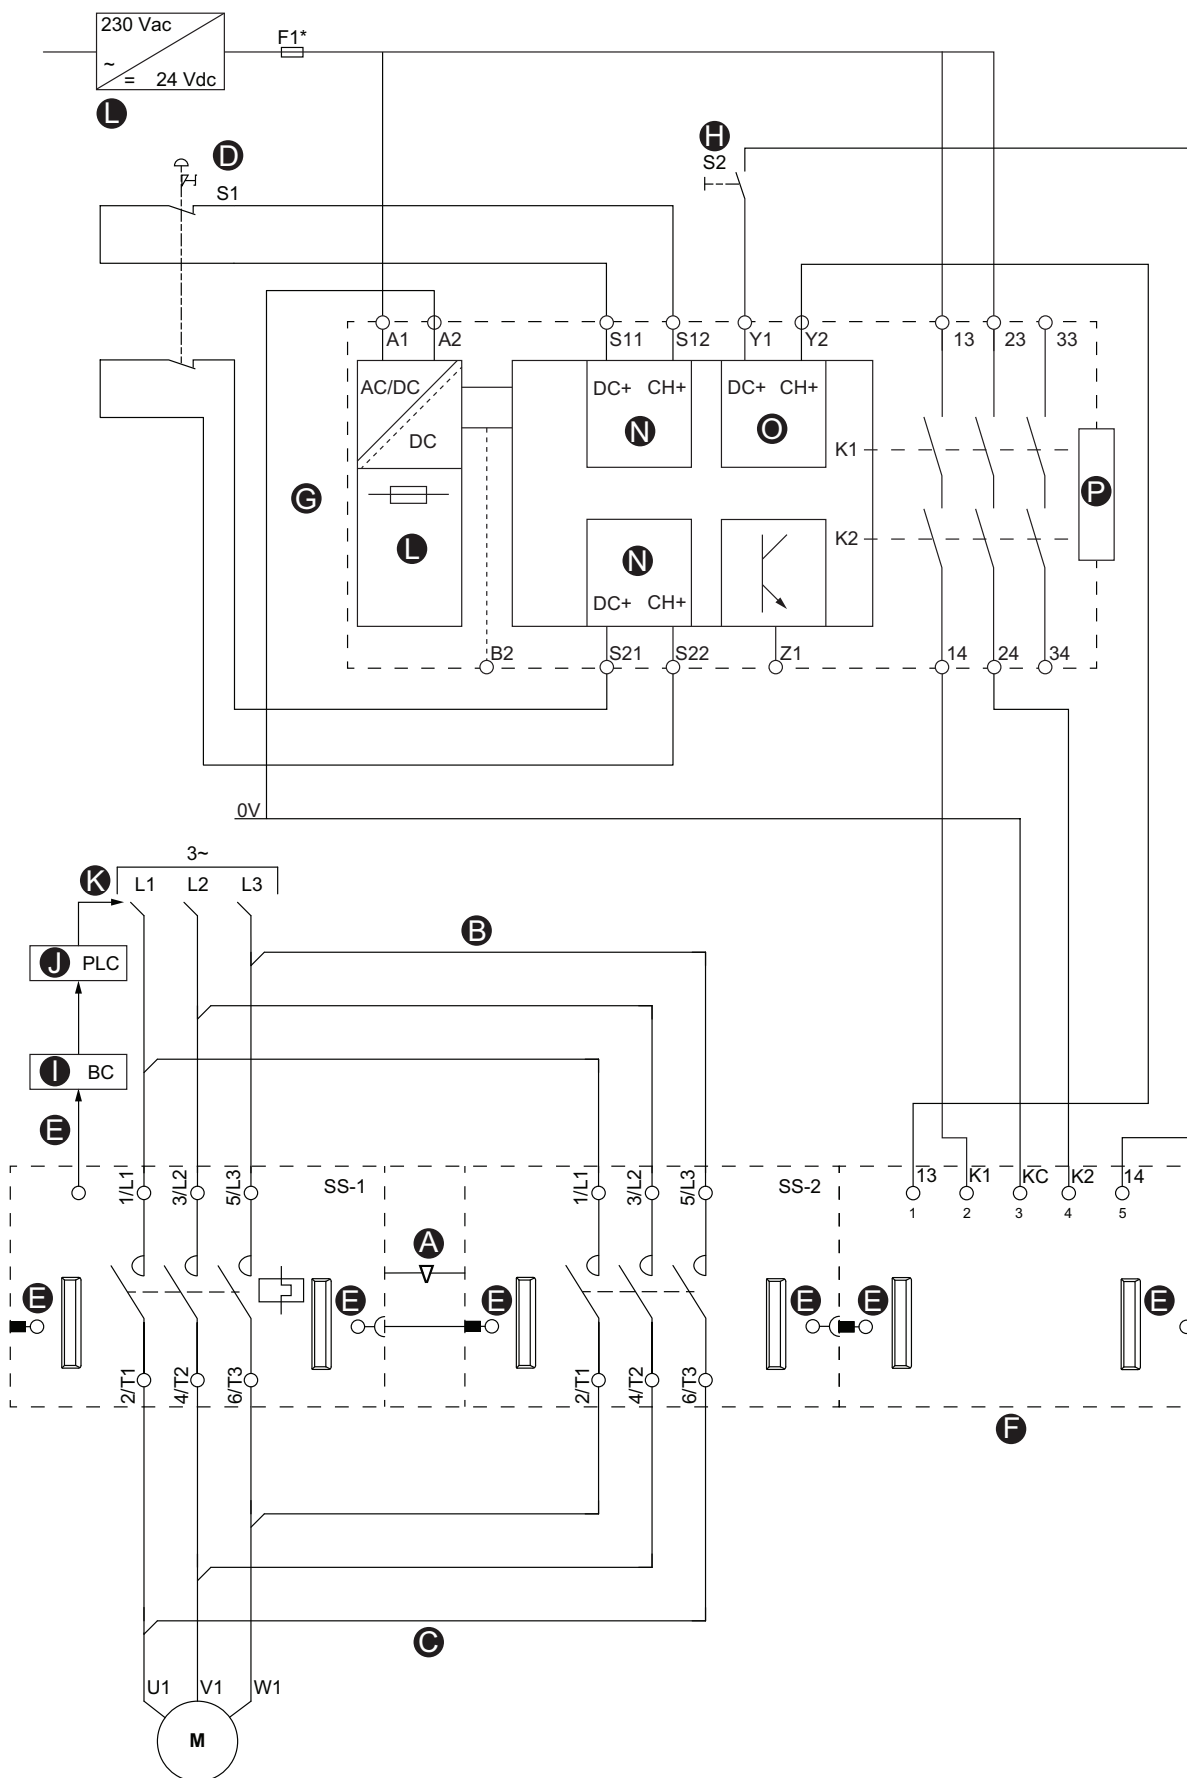 230 Vac
~
= 24 Vdc
F1*
L
D
S1
H
S2
A1 A2 S11 S12 Y1 Y2 13 23 33
AC/DC
DC
DC+ CH+
N
DC+ CH+
O
K1
G
L
P
K2
N
DC+ CH+
B2 S21 S22 Z1 14 24 34
0V
3~
K
L1 L2 L3
B
J PLC
I BC
E
1/L1 3/L2 5/L3 SS-1
1/L1 3/L2 5/L3 SS-2
13 K1 KC K2 14
1 2 3 4 5
A
E E E E E E
2/T1 4/T2 6/T3
2/T1 4/T2 6/T3
F
C
U1 V1 W1
M